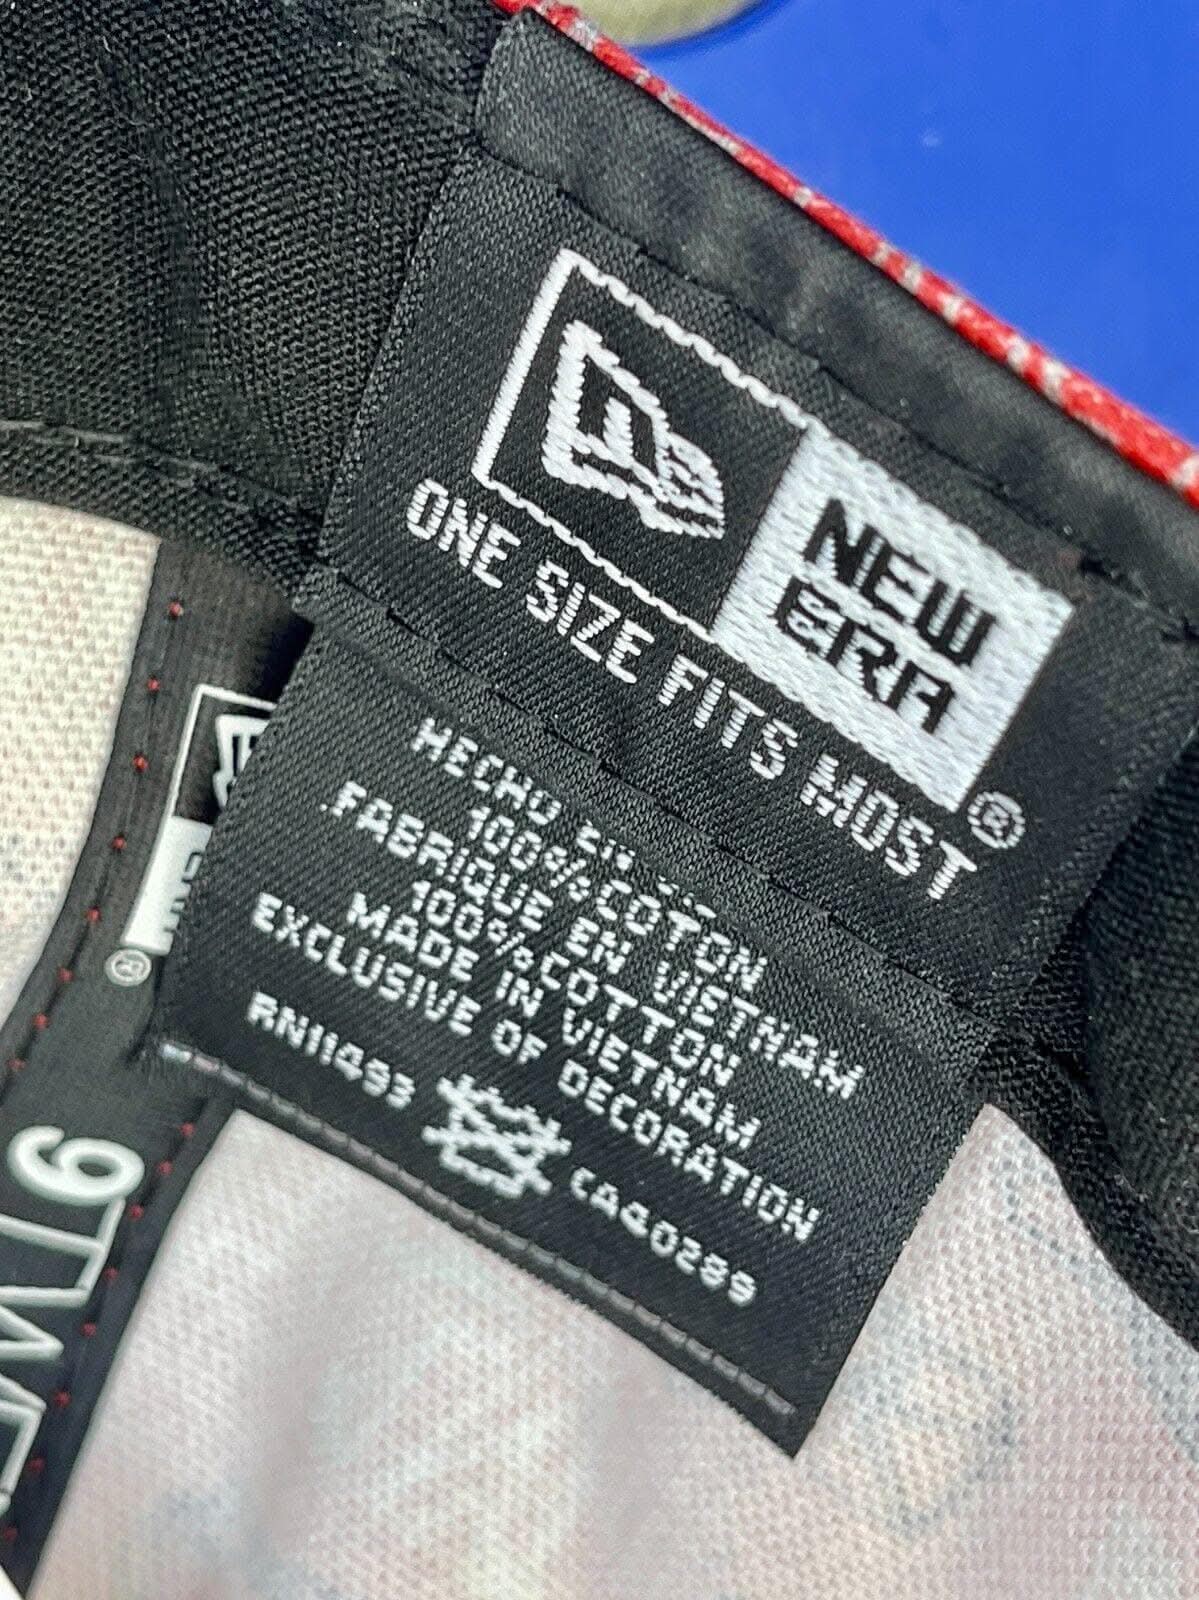 NEW
ERA
®
ONE SIZE FITS MOST
HECHO EN
100% COTON
FABRIQUE EN VIETNAM
100% COTTON
MADE IN VIETNAM
EXCLUSIVE OF DECORATION
RN11493 CA40289
®
9TWE